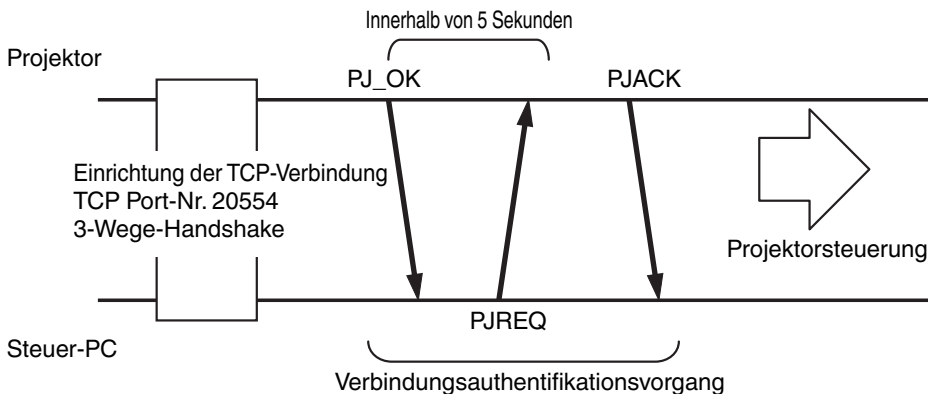 Innerhalb von 5 Sekunden
Projektor
PJ_OK
PJACK
Einrichtung der TCP-Verbindung
TCP Port-Nr. 20554
3-Wege-Handshake
Projektorsteuerung
PJREQ
Steuer-PC
Verbindungsauthentifikationsvorgang